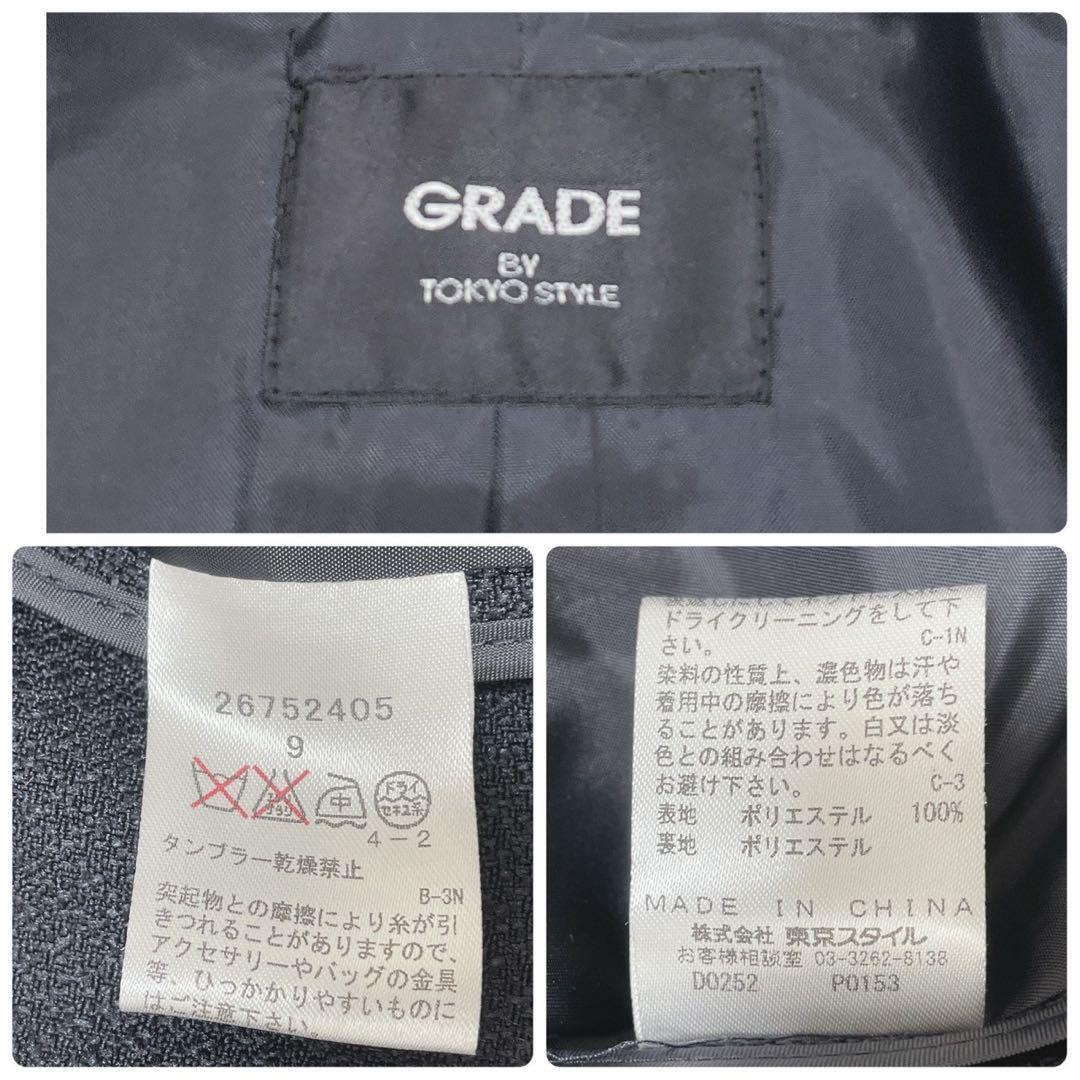 GRADE
BY
TOKYO STYLE
26752405
9
ドライ
セキユ系
4-2
タンブラー乾燥禁止
B-3N
突起物との摩擦により糸が引
きつれることがありますので、
アクセサリーやバッグの金具
等、ひっかかりやすいものに
はご注意下さい。
ドライクリーニングをして下
さい。 C-1N
染料の性質上、濃色物は汗や
着用中の摩擦により色が落ち
ることがあります。白又は淡
色との組み合わせはなるべく
お避け下さい。 C-3
表地 ポリエステル 100%
裏地 ポリエステル
MADE IN CHINA
株式会社 東京スタイル
お客様相談室 03-3262-8138
D0252 P0153